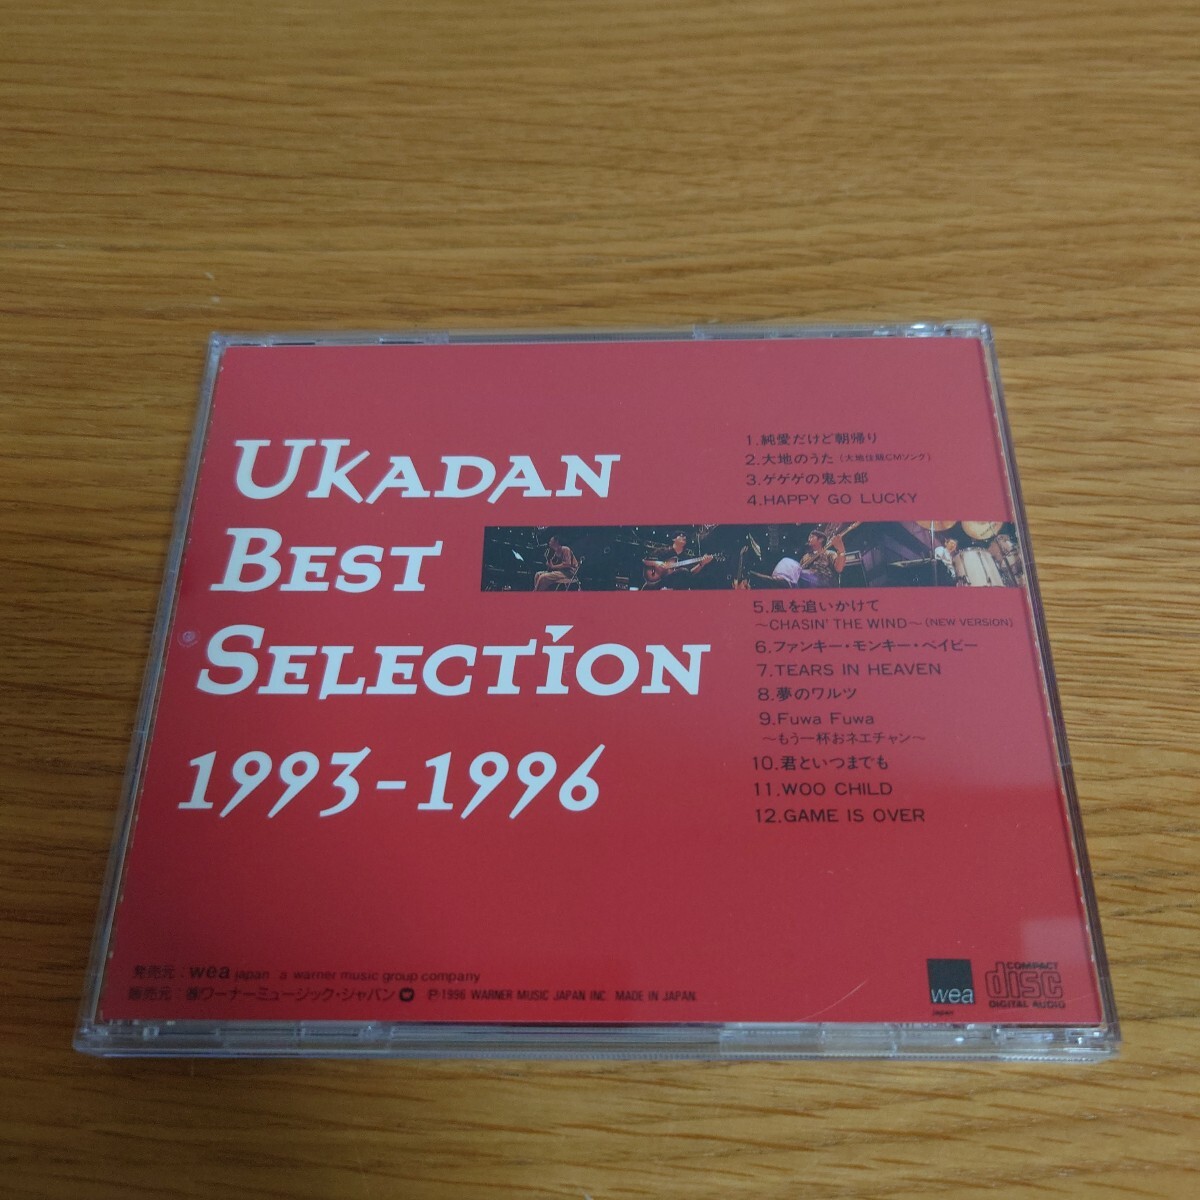 UKADAN
BEST
SELECTION
1993-1996
1.純愛だけど朝帰り
2.大地のうた(大地住販CMソング)
3.ゲゲゲの鬼太郎
4.HAPPY GO LUCKY
5.風を追いかけて
〜CHASIN' THE WIND〜(NEW VERSION)
6.ファンキー・モンキー・ベイビー
7.TEARS IN HEAVEN
8.夢のワルツ
9.Fuwa Fuwa
〜もう一杯おネエチャン〜
10.君といつまでも
11.WOO CHILD
12.GAME IS OVER
発売元:wea japan a warner music group company
販売元:㈱ワーナーミュージック・ジャパン ℗1996 WARNER MUSIC JAPAN INC. MADE IN JAPAN.
wea
japan
COMPACT
disc
DIGITAL AUDIO